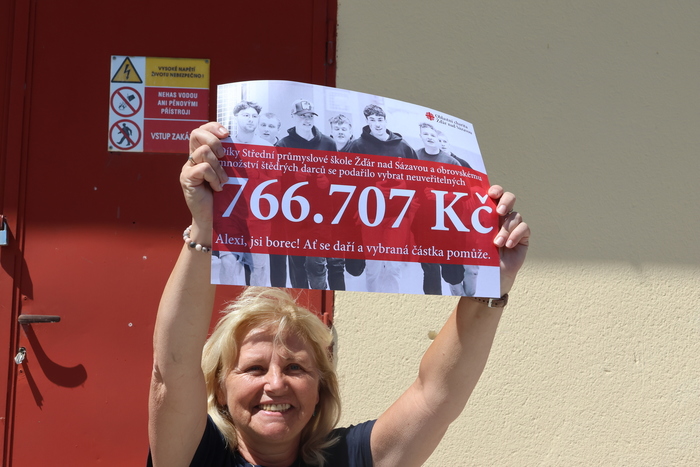 VYSOKÉ NAPĚTÍ
ŽIVOTU NEBEZPEČNO!
NEHAS VODOU
ANI PĚNOVÝMI
PŘÍSTROJI
VSTUP ZAKÁ
Oblastní charita
Žďár nad Sázavou
Díky Střední průmyslové škole Žďár nad Sázavou a obrovskému
množství štědrých dárců se podařilo vybrat neuvěřitelných
766.707 Kč
Alexi, jsi borec! Ať se daří a vybraná částka pomůže.